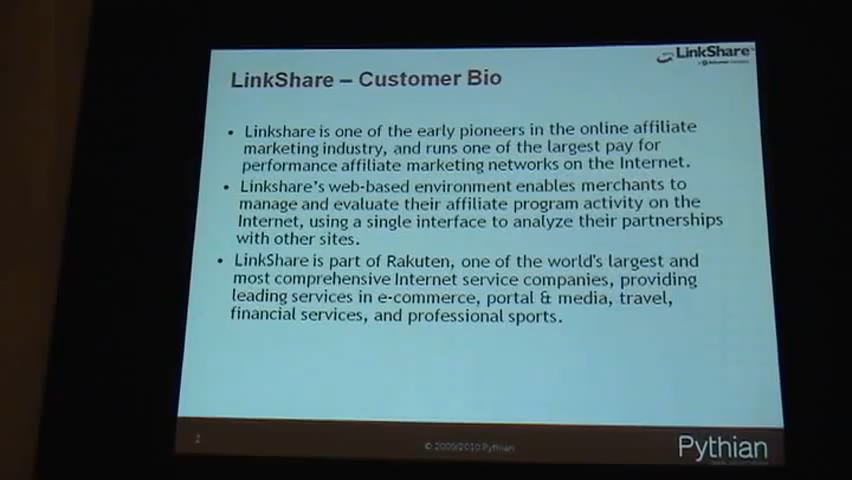 LinkShare
LinkShare – Customer Bio
• Linkshare is one of the early pioneers in the online affiliate
marketing industry, and runs one of the largest pay for
performance affiliate marketing networks on the Internet.
• Linkshare's web-based environment enables merchants to
manage and evaluate their affiliate program activity on the
Internet, using a single interface to analyze their partnerships
with other sites.
• LinkShare is part of Rakuten, one of the world's largest and
most comprehensive Internet service companies, providing
leading services in e-commerce, portal & media, travel,
financial services, and professional sports.
© 2009/2010 Pythian
Pythian